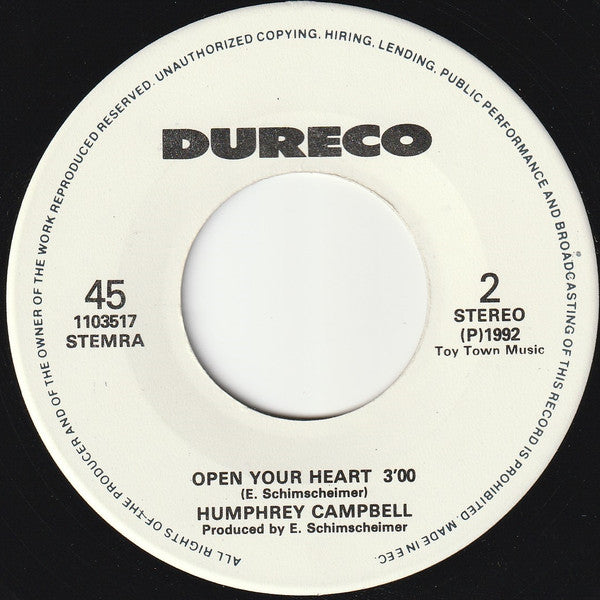 ALL RIGHTS OF THE PRODUCER AND OF THE OWNER OF THE WORK REPRODUCED RESERVED. UNAUTHORIZED COPYING, HIRING, LENDING, PUBLIC PERFORMANCE AND BROADCASTING OF THIS RECORD IS PROHIBITED. MADE IN EEC.
DURECO
45
1103517
STEMRA
2
STEREO
(P)1992
Toy Town Music
OPEN YOUR HEART 3'00
(E. Schimscheimer)
HUMPHREY CAMPBELL
Produced by E. Schimscheimer